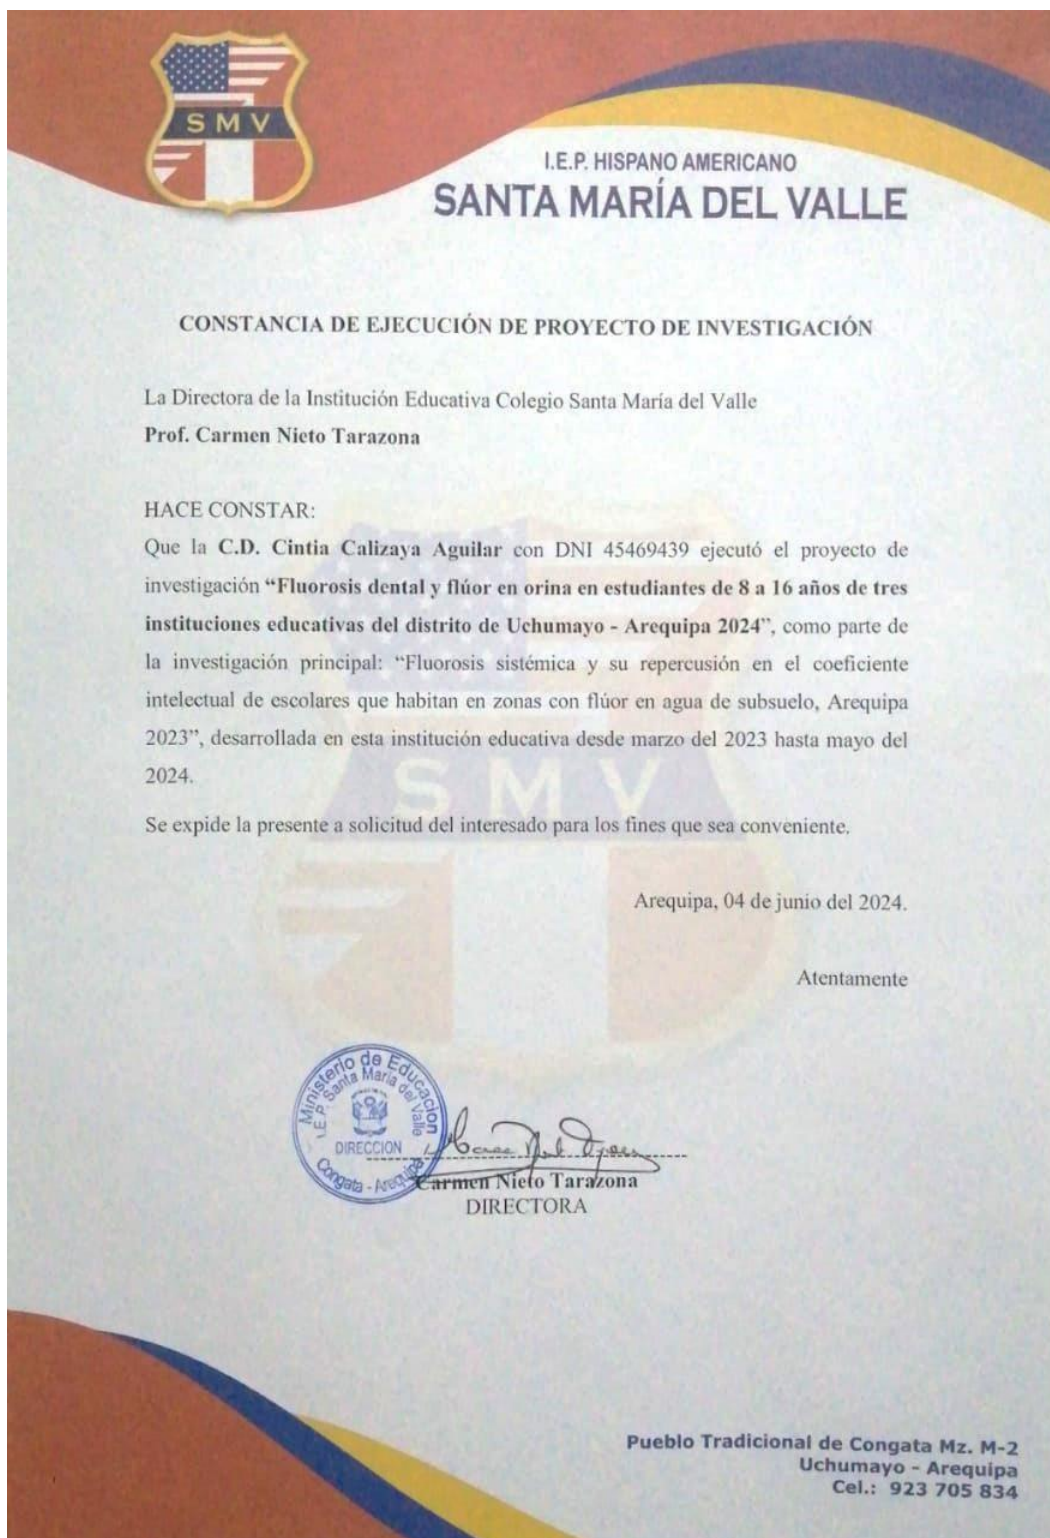 SMV
I.E.P. HISPANO AMERICANO
SANTA MARÍA DEL VALLE
CONSTANCIA DE EJECUCIÓN DE PROYECTO DE INVESTIGACIÓN
La Directora de la Institución Educativa Colegio Santa María del Valle
Prof. Carmen Nieto Tarazona
HACE CONSTAR:
Que la C.D. Cintia Calizaya Aguilar con DNI 45469439 ejecutó el proyecto de
investigación “Fluorosis dental y flúor en orina en estudiantes de 8 a 16 años de tres
instituciones educativas del distrito de Uchumayo - Arequipa 2024”, como parte de
la investigación principal: “Fluorosis sistémica y su repercusión en el coeficiente
intelectual de escolares que habitan en zonas con flúor en agua de subsuelo, Arequipa
2023”, desarrollada en esta institución educativa desde marzo del 2023 hasta mayo del
2024.
SMV
Se expide la presente a solicitud del interesado para los fines que sea conveniente.
Arequipa, 04 de junio del 2024.
Atentamente
Ministerio de Educacion
I.E.P. Santa Maria del Valle
DIRECCION
Congata - Arequipa
Carmen Nieto Tarazona
DIRECTORA
Pueblo Tradicional de Congata Mz. M-2
Uchumayo - Arequipa
Cel.: 923 705 834